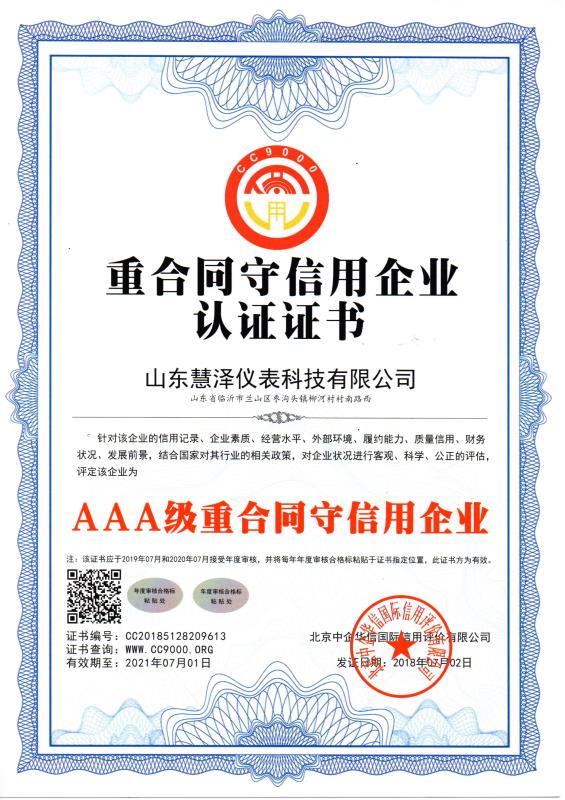 CC9000
信
用
重合同守信用企业
认证证书
山东慧泽仪表科技有限公司
山东省临沂市兰山区枣沟头镇柳河村村南路西
针对该企业的信用记录、企业素质、经营水平、外部环境、履约能力、质量信用、财务
状况、发展前景，结合国家对其行业的相关政策，对企业状况进行客观、科学、公正的评估，
评定该企业为
AAA级重合同守信用企业
注：该证书应于2019年07月和2020年07月接受年度审核，并将每年年度审核合格标粘贴于证书指定位置，此证书方为有效。
年度审核合格标
粘 贴 处
年度审核合格标
粘 贴 处
证书编号：CC20185128209613
证书查询：WWW.CC9000.ORG
有效期至：2021年07月01日
北京中企华信国际信用评价有限公司
发证日期：2018年07月02日
北京中企华信国际信用评价有限公司